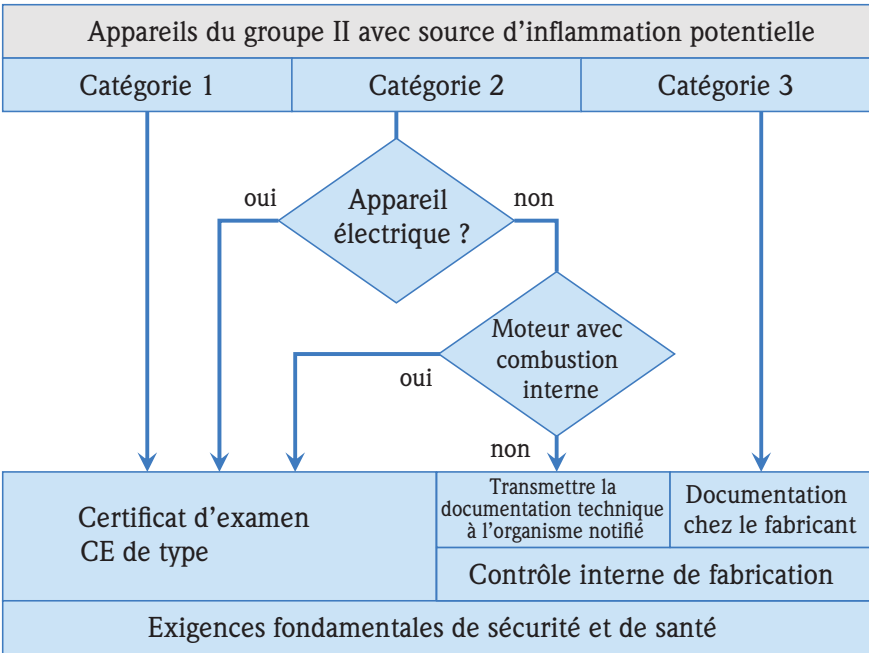 Appareils du groupe II avec source d’inflammation potentielle
Catégorie 1
Catégorie 2
Catégorie 3
oui
Appareil
électrique ?
non
Moteur avec
combustion
interne
oui
non
Certificat d’examen
CE de type
Transmettre la
documentation technique
à l’organisme notifié
Documentation
chez le fabricant
Contrôle interne de fabrication
Exigences fondamentales de sécurité et de santé